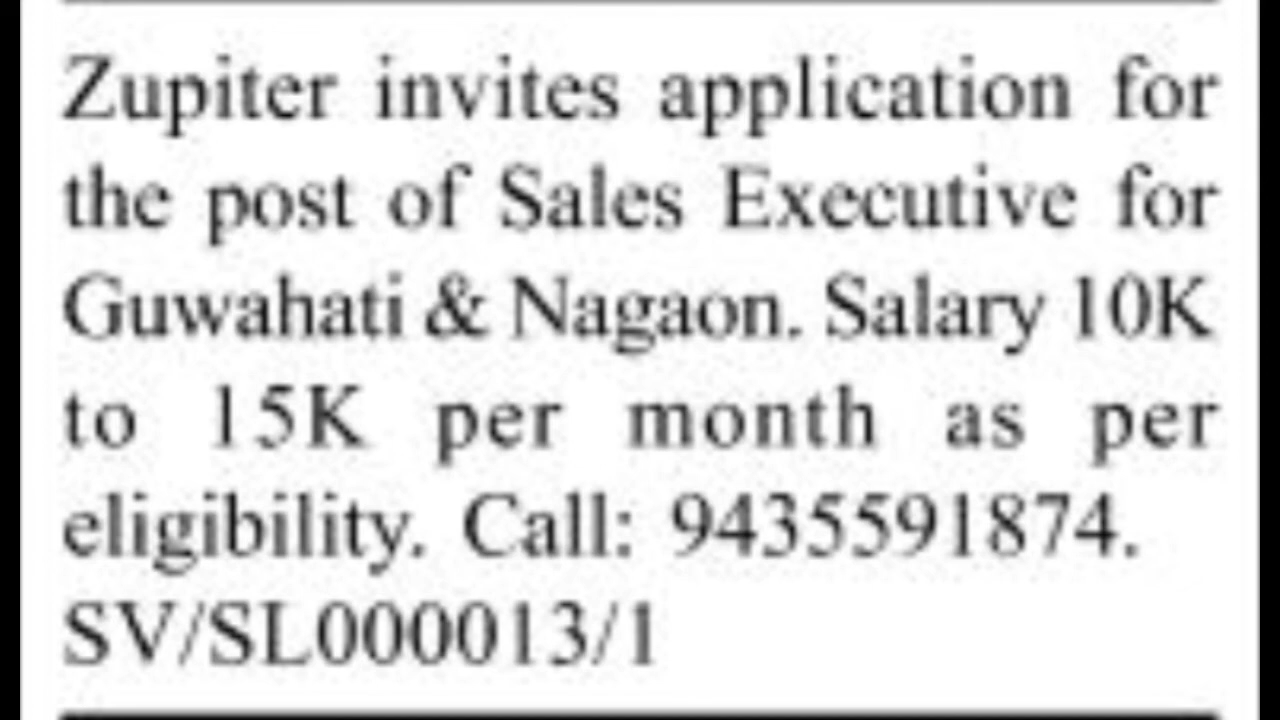 Zupiter invites application for
the post of Sales Executive for
Guwahati & Nagaon. Salary 10K
to 15K per month as per
eligibility. Call: 9435591874.
SV/SL000013/1